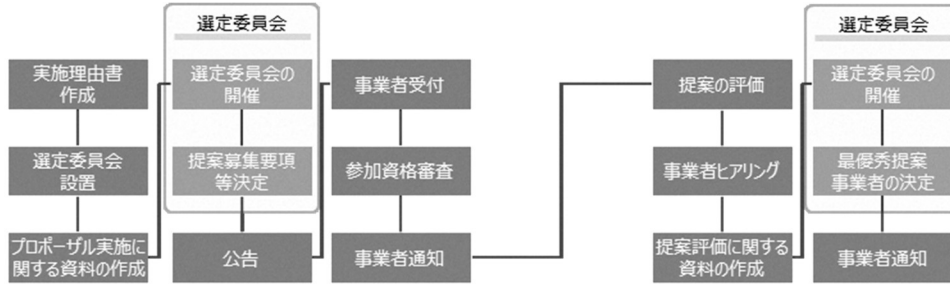 実施理由書
作成
選定委員会
設置
プロポーザル実施に
関する資料の作成
選定委員会
選定委員会の
開催
提案募集要項
等決定
公告
事業者受付
参加資格審査
事業者通知
提案の評価
事業者ヒアリング
提案評価に関する
資料の作成
選定委員会
選定委員会の
開催
最優秀提案
事業者の決定
事業者通知